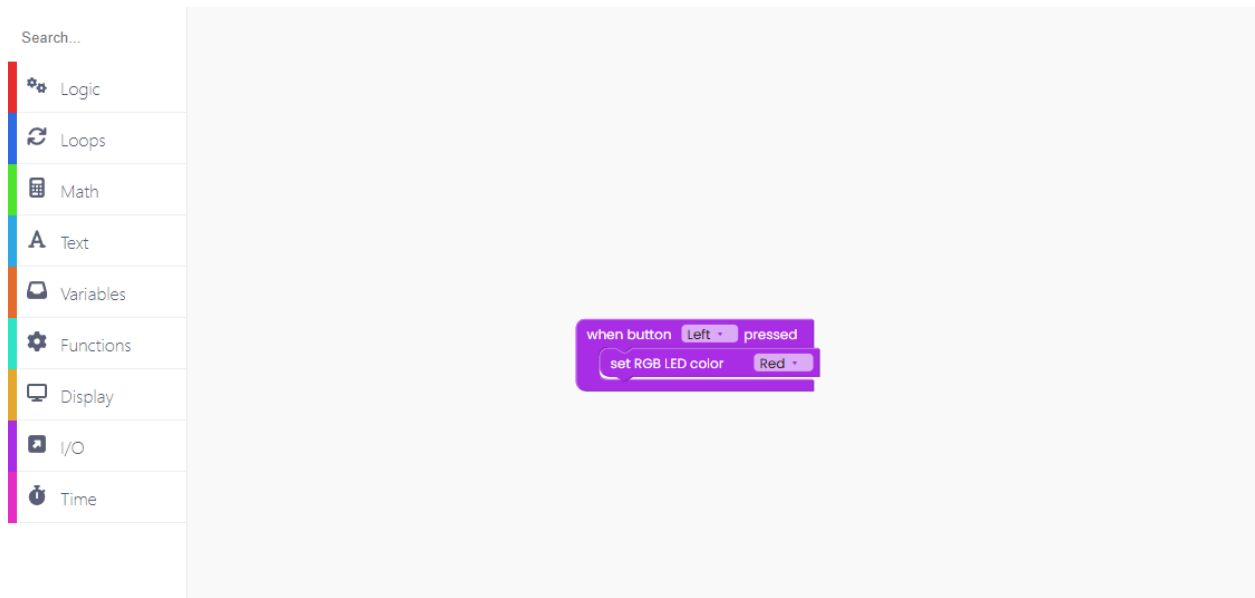 Search...
Logic
Loops
Math
Text
Variables
Functions
Display
I/O
Time
when button Left pressed
set RGB LED color Red